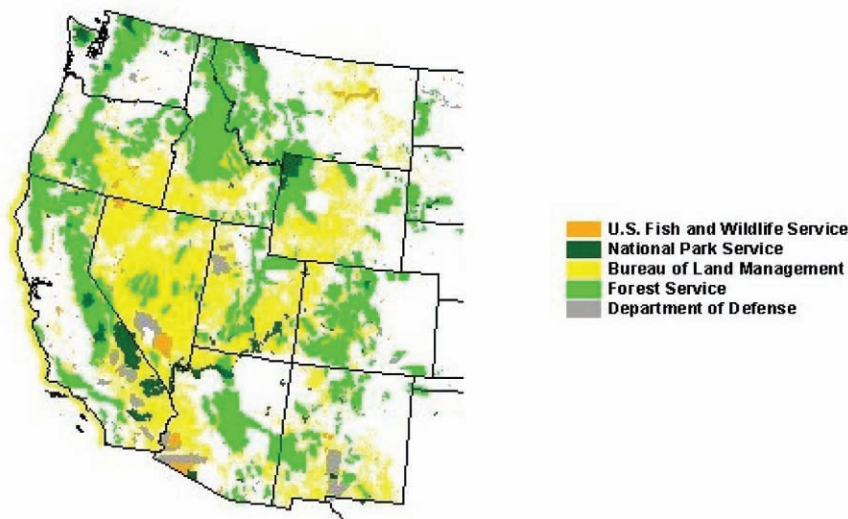 U.S. Fish and Wildlife Service
National Park Service
Bureau of Land Management
Forest Service
Department of Defense